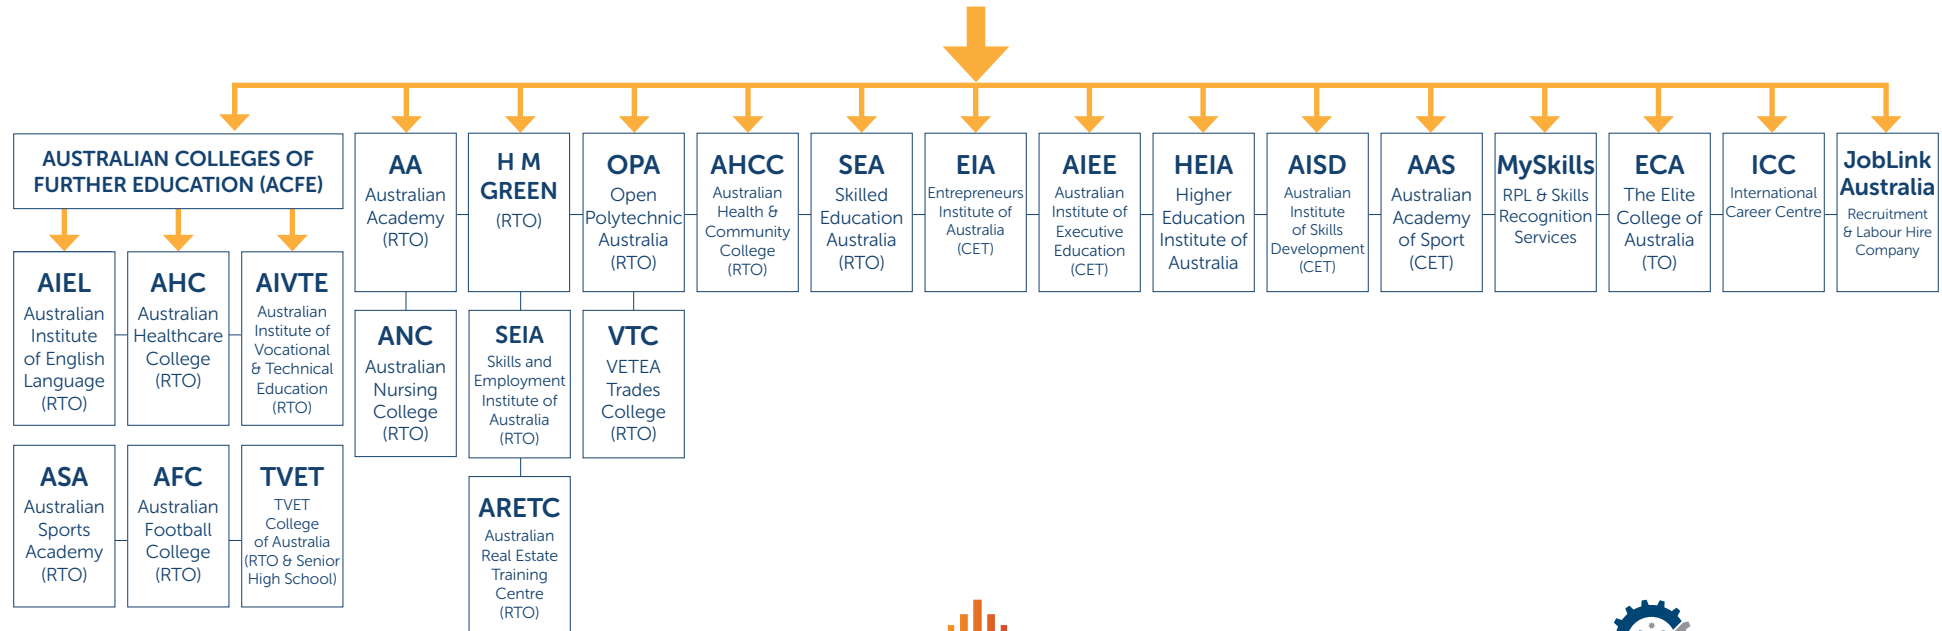 AUSTRALIAN COLLEGES OF
FURTHER EDUCATION (ACFE)
AIEL
Australian
Institute
of English
Language
(RTO)
AHC
Australian
Healthcare
College
(RTO)
AIVTE
Australian
Institute of
Vocational
& Technical
Education
(RTO)
ASA
Australian
Sports
Academy
(RTO)
AFC
Australian
Football
College
(RTO)
TVET
TVET
College
of Australia
(RTO & Senior
High School)
AA
Australian
Academy
(RTO)
ANC
Australian
Nursing
College
(RTO)
H M
GREEN
(RTO)
SEIA
Skills and
Employment
Institute of
Australia
(RTO)
ARETC
Australian
Real Estate
Training
Centre
(RTO)
OPA
Open
Polytechnic
Australia
(RTO)
VTC
VETEA
Trades
College
(RTO)
AHCC
Australian
Health &
Community
College
(RTO)
SEA
Skilled
Education
Australia
(RTO)
EIA
Entrepreneurs
Institute of
Australia
(CET)
AIEE
Australian
Institute of
Executive
Education
(CET)
HEIA
Higher
Education
Institute of
Australia
AISD
Australian
Institute
of Skills
Development
(CET)
AAS
Australian
Academy
of Sport
(CET)
MySkills
RPL & Skills
Recognition
Services
ECA
The Elite
College of
Australia
(TO)
ICC
International
Career Centre
JobLink
Australia
Recruitment
& Labour Hire
Company